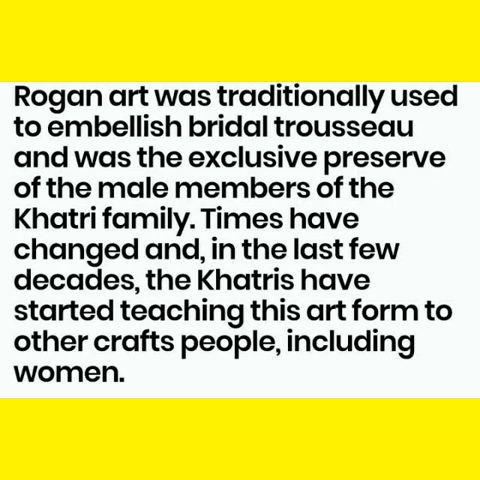 Rogan art was traditionally used
to embellish bridal trousseau
and was the exclusive preserve
of the male members of the
Khatri family. Times have
changed and, in the last few
decades, the Khatris have
started teaching this art form to
other crafts people, including
women.